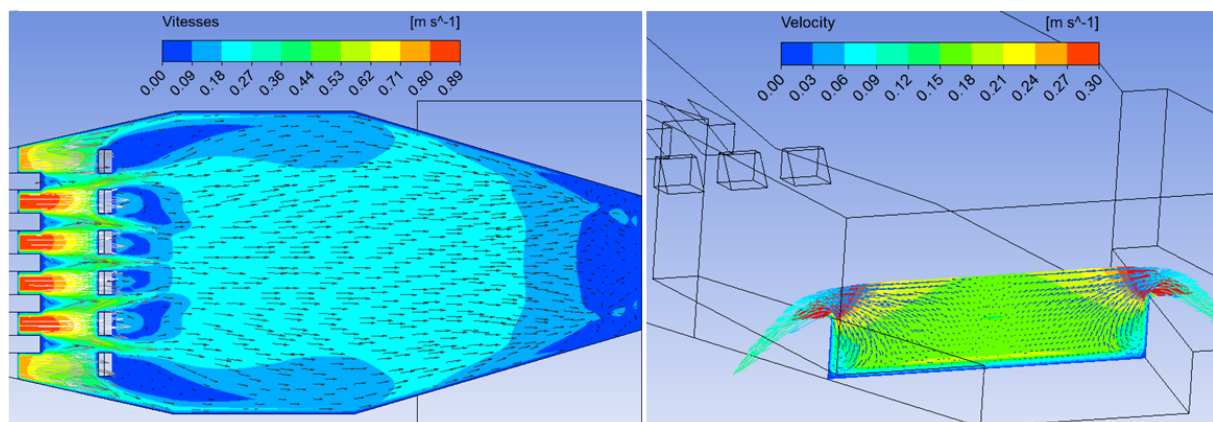 Vitesses [m s^-1]
0.00 0.09 0.18 0.27 0.36 0.44 0.53 0.62 0.71 0.80 0.89
Velocity [m s^-1]
0.00 0.03 0.06 0.09 0.12 0.15 0.18 0.21 0.24 0.27 0.30